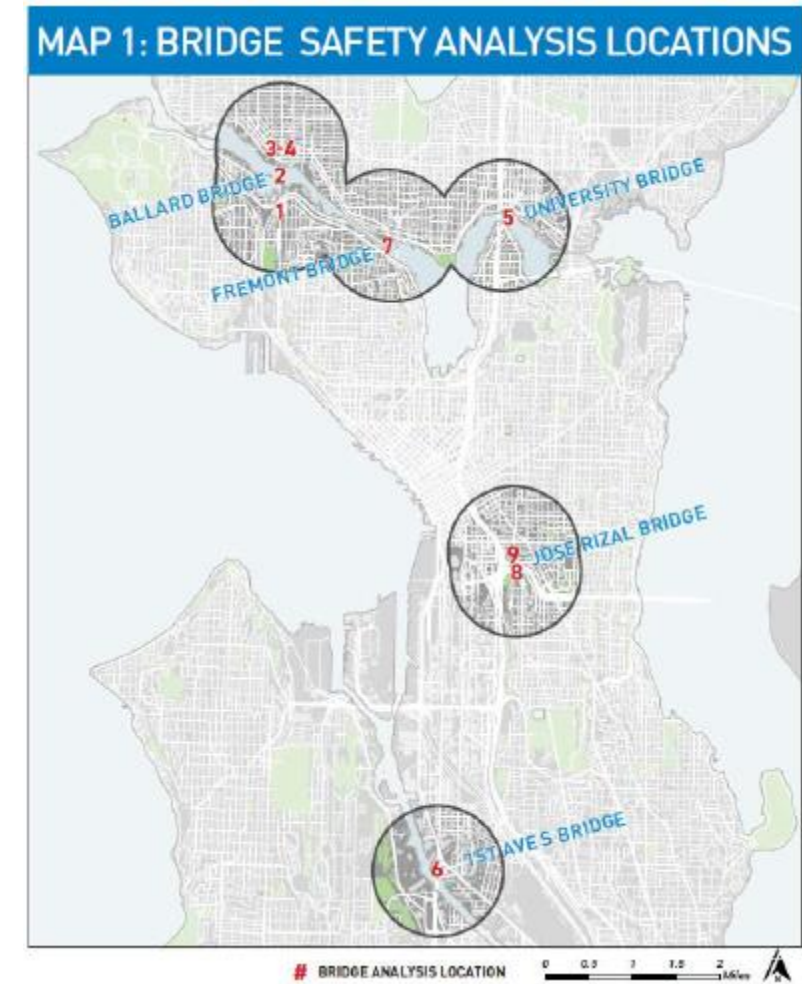 MAP 1: BRIDGE SAFETY ANALYSIS LOCATIONS
3-4
2
BALLARD BRIDGE
1
5
UNIVERSITY BRIDGE
7
FREMONT BRIDGE
9
JOSE RIZAL BRIDGE
8
1ST AVE S BRIDGE
6
# BRIDGE ANALYSIS LOCATION
0 0.5 1 1.5 2
Miles
N